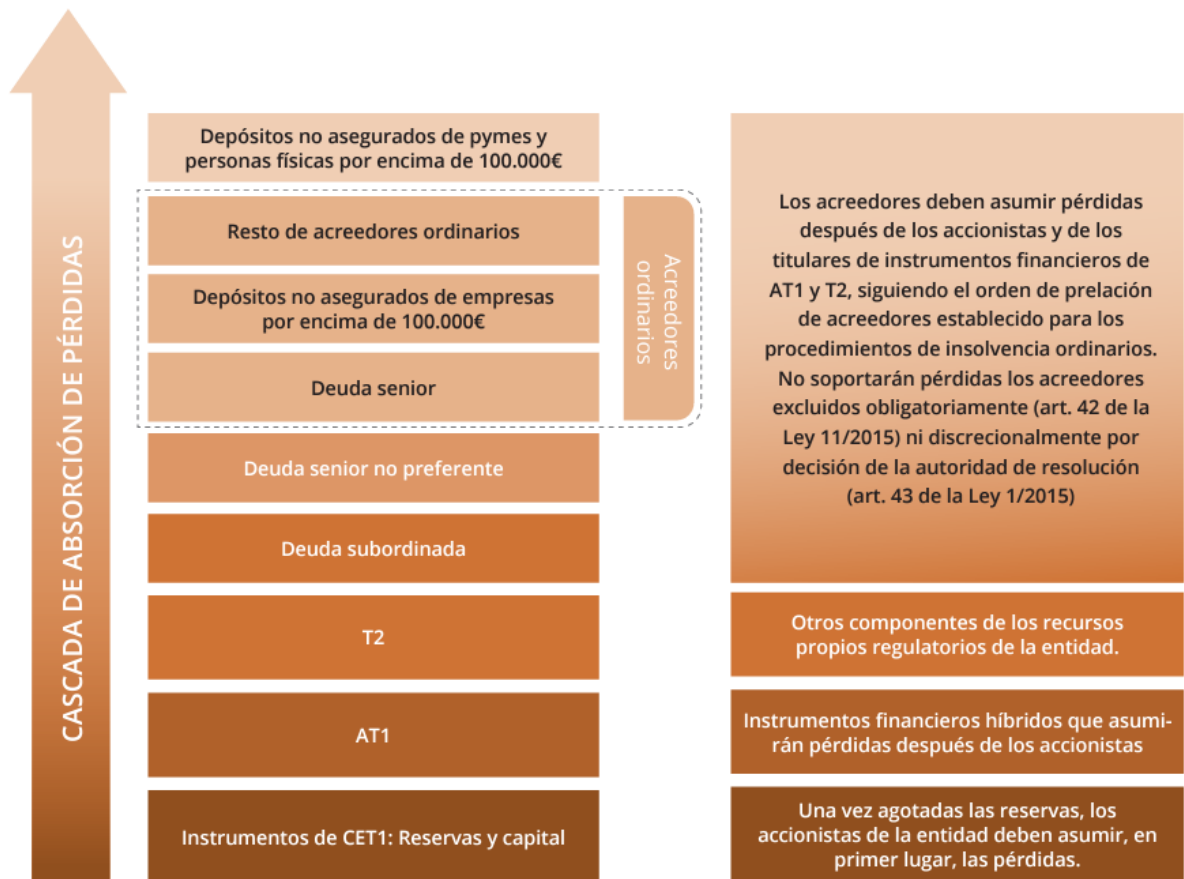 CASCADA DE ABSORCIÓN DE PÉRDIDAS
Depósitos no asegurados de pymes y
personas físicas por encima de 100.000€
Resto de acreedores ordinarios
Depósitos no asegurados de empresas
por encima de 100.000€
Deuda senior
Acreedores
ordinarios
Deuda senior no preferente
Deuda subordinada
T2
AT1
Instrumentos de CET1: Reservas y capital
Los acreedores deben asumir pérdidas
después de los accionistas y de los
titulares de instrumentos financieros de
AT1 y T2, siguiendo el orden de prelación
de acreedores establecido para los
procedimientos de insolvencia ordinarios.
No soportarán pérdidas los acreedores
excluidos obligatoriamente (art. 42 de la
Ley 11/2015) ni discrecionalmente por
decisión de la autoridad de resolución
(art. 43 de la Ley 1/2015)
Otros componentes de los recursos
propios regulatorios de la entidad.
Instrumentos financieros híbridos que asumi-
rán pérdidas después de los accionistas
Una vez agotadas las reservas, los
accionistas de la entidad deben asumir, en
primer lugar, las pérdidas.